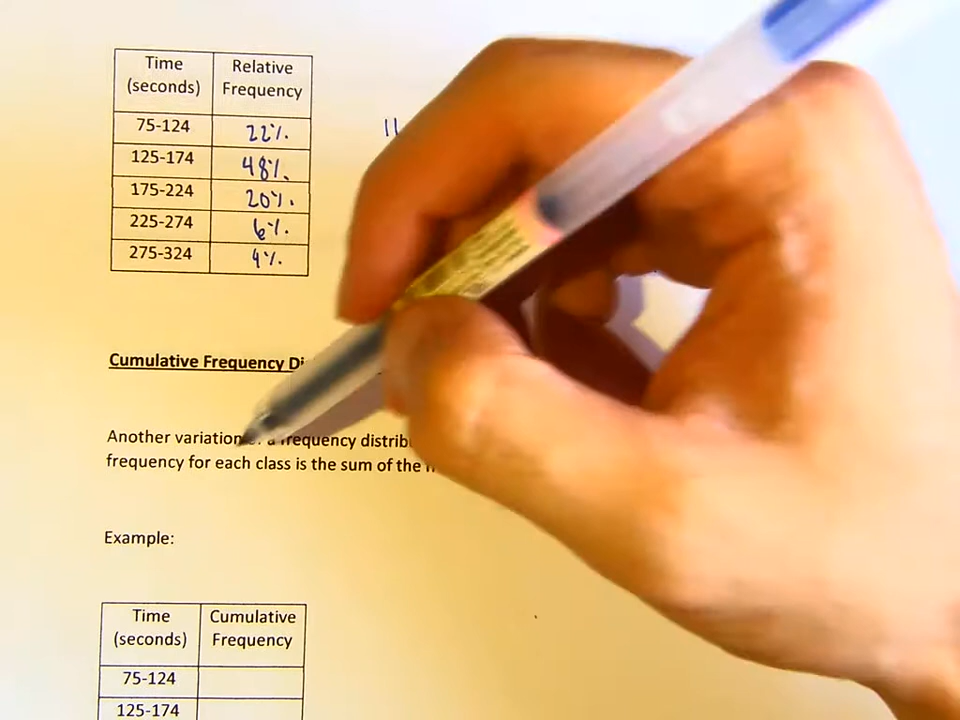 Time Relative
(seconds) Frequency
75-124 22%
125-174 48%
175-224 20%
225-274 6%
275-324 4%
11
Cumulative Frequency
Another variation a frequency
frequency for each class is the sum of the
Example:
Time Cumulative
(seconds) Frequency
75-124
125-174